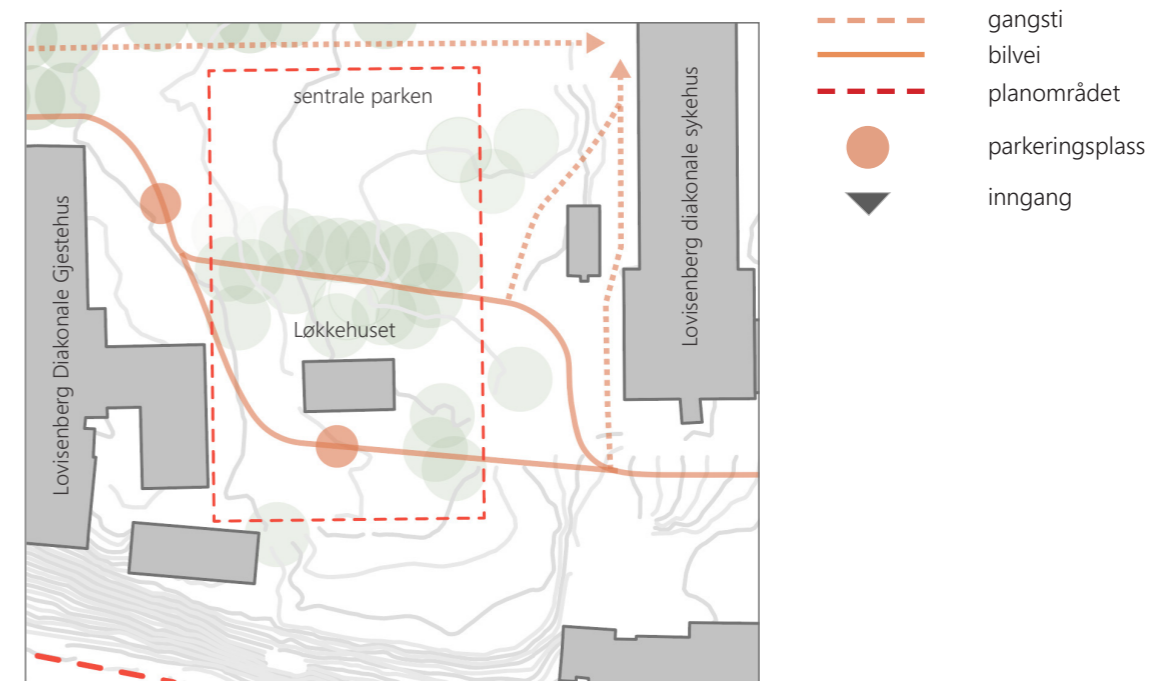 sentrale parken
Løkkehuset
Lovisenberg Diakonale Gjestehus
Lovisenberg diakonale sykehus
gangsti
bilvei
planområdet
parkeringsplass
inngang